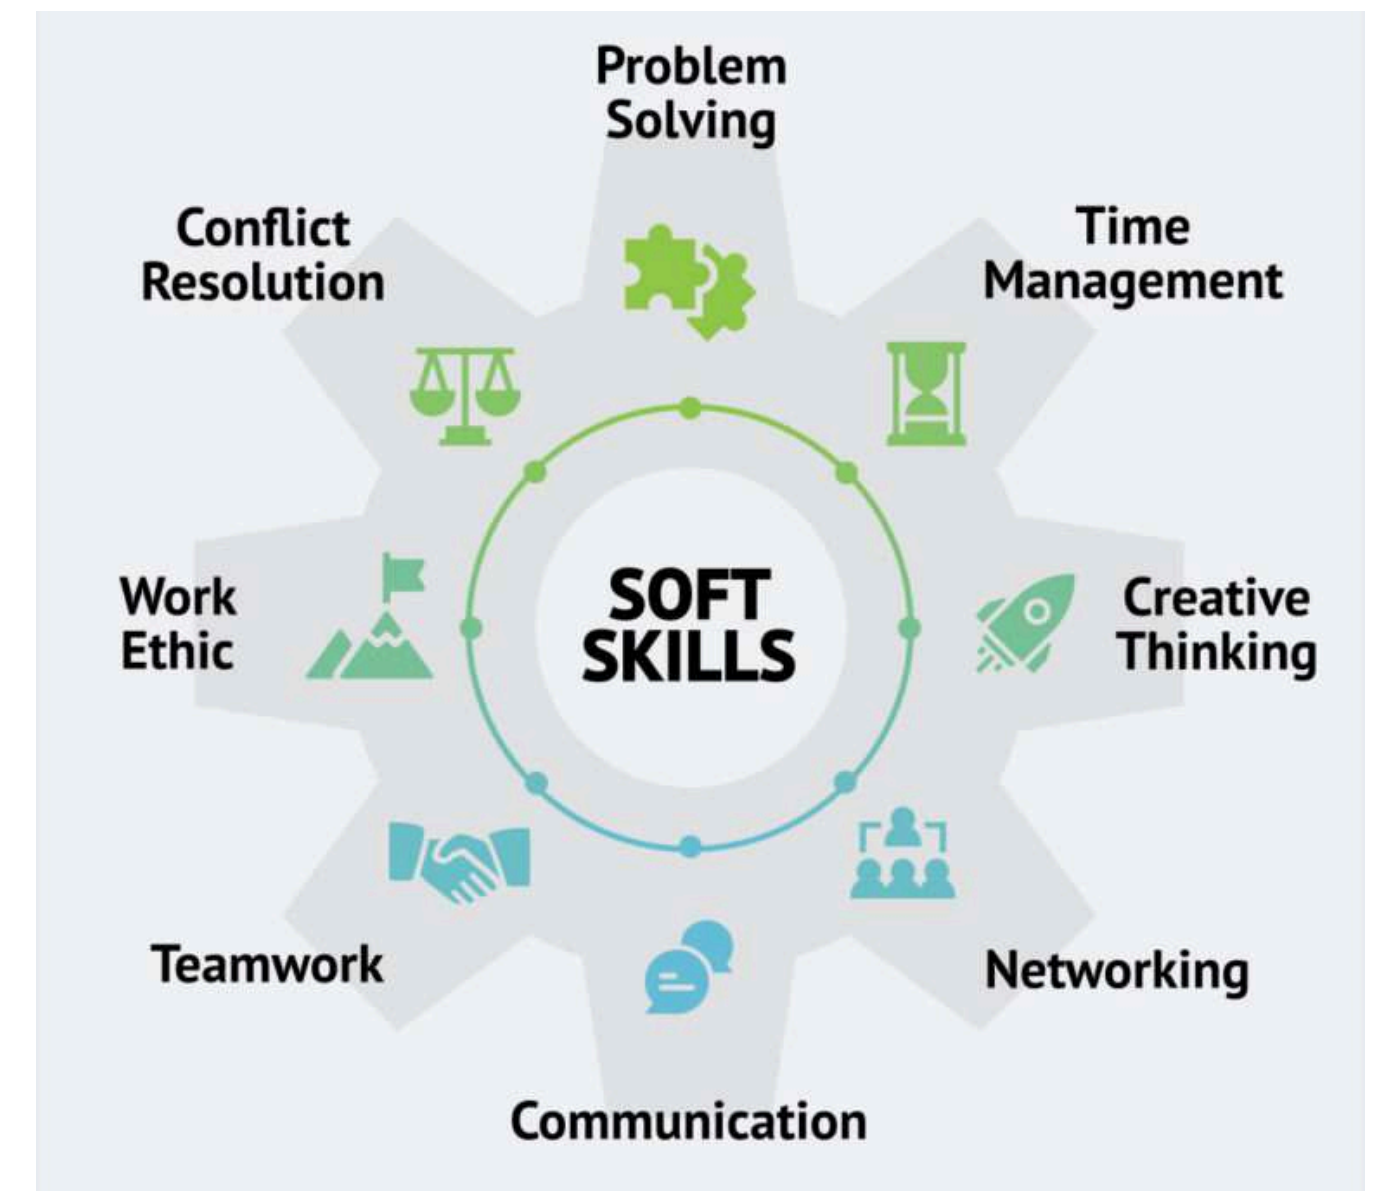 Problem
Solving
Conflict
Resolution
Time
Management
Work
Ethic
SOFT
SKILLS
Creative
Thinking
Teamwork
Networking
Communication